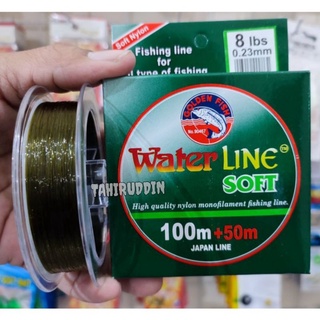 Soft Nylon
Fishing line
for
l type of fishing
8 lbs
0.23mm
GOLDEN FISH
Water LINE™
SOFT
TAHIRUDDIN
High quality nylon monofilament fishing line.
100m+50m
JAPAN LINE